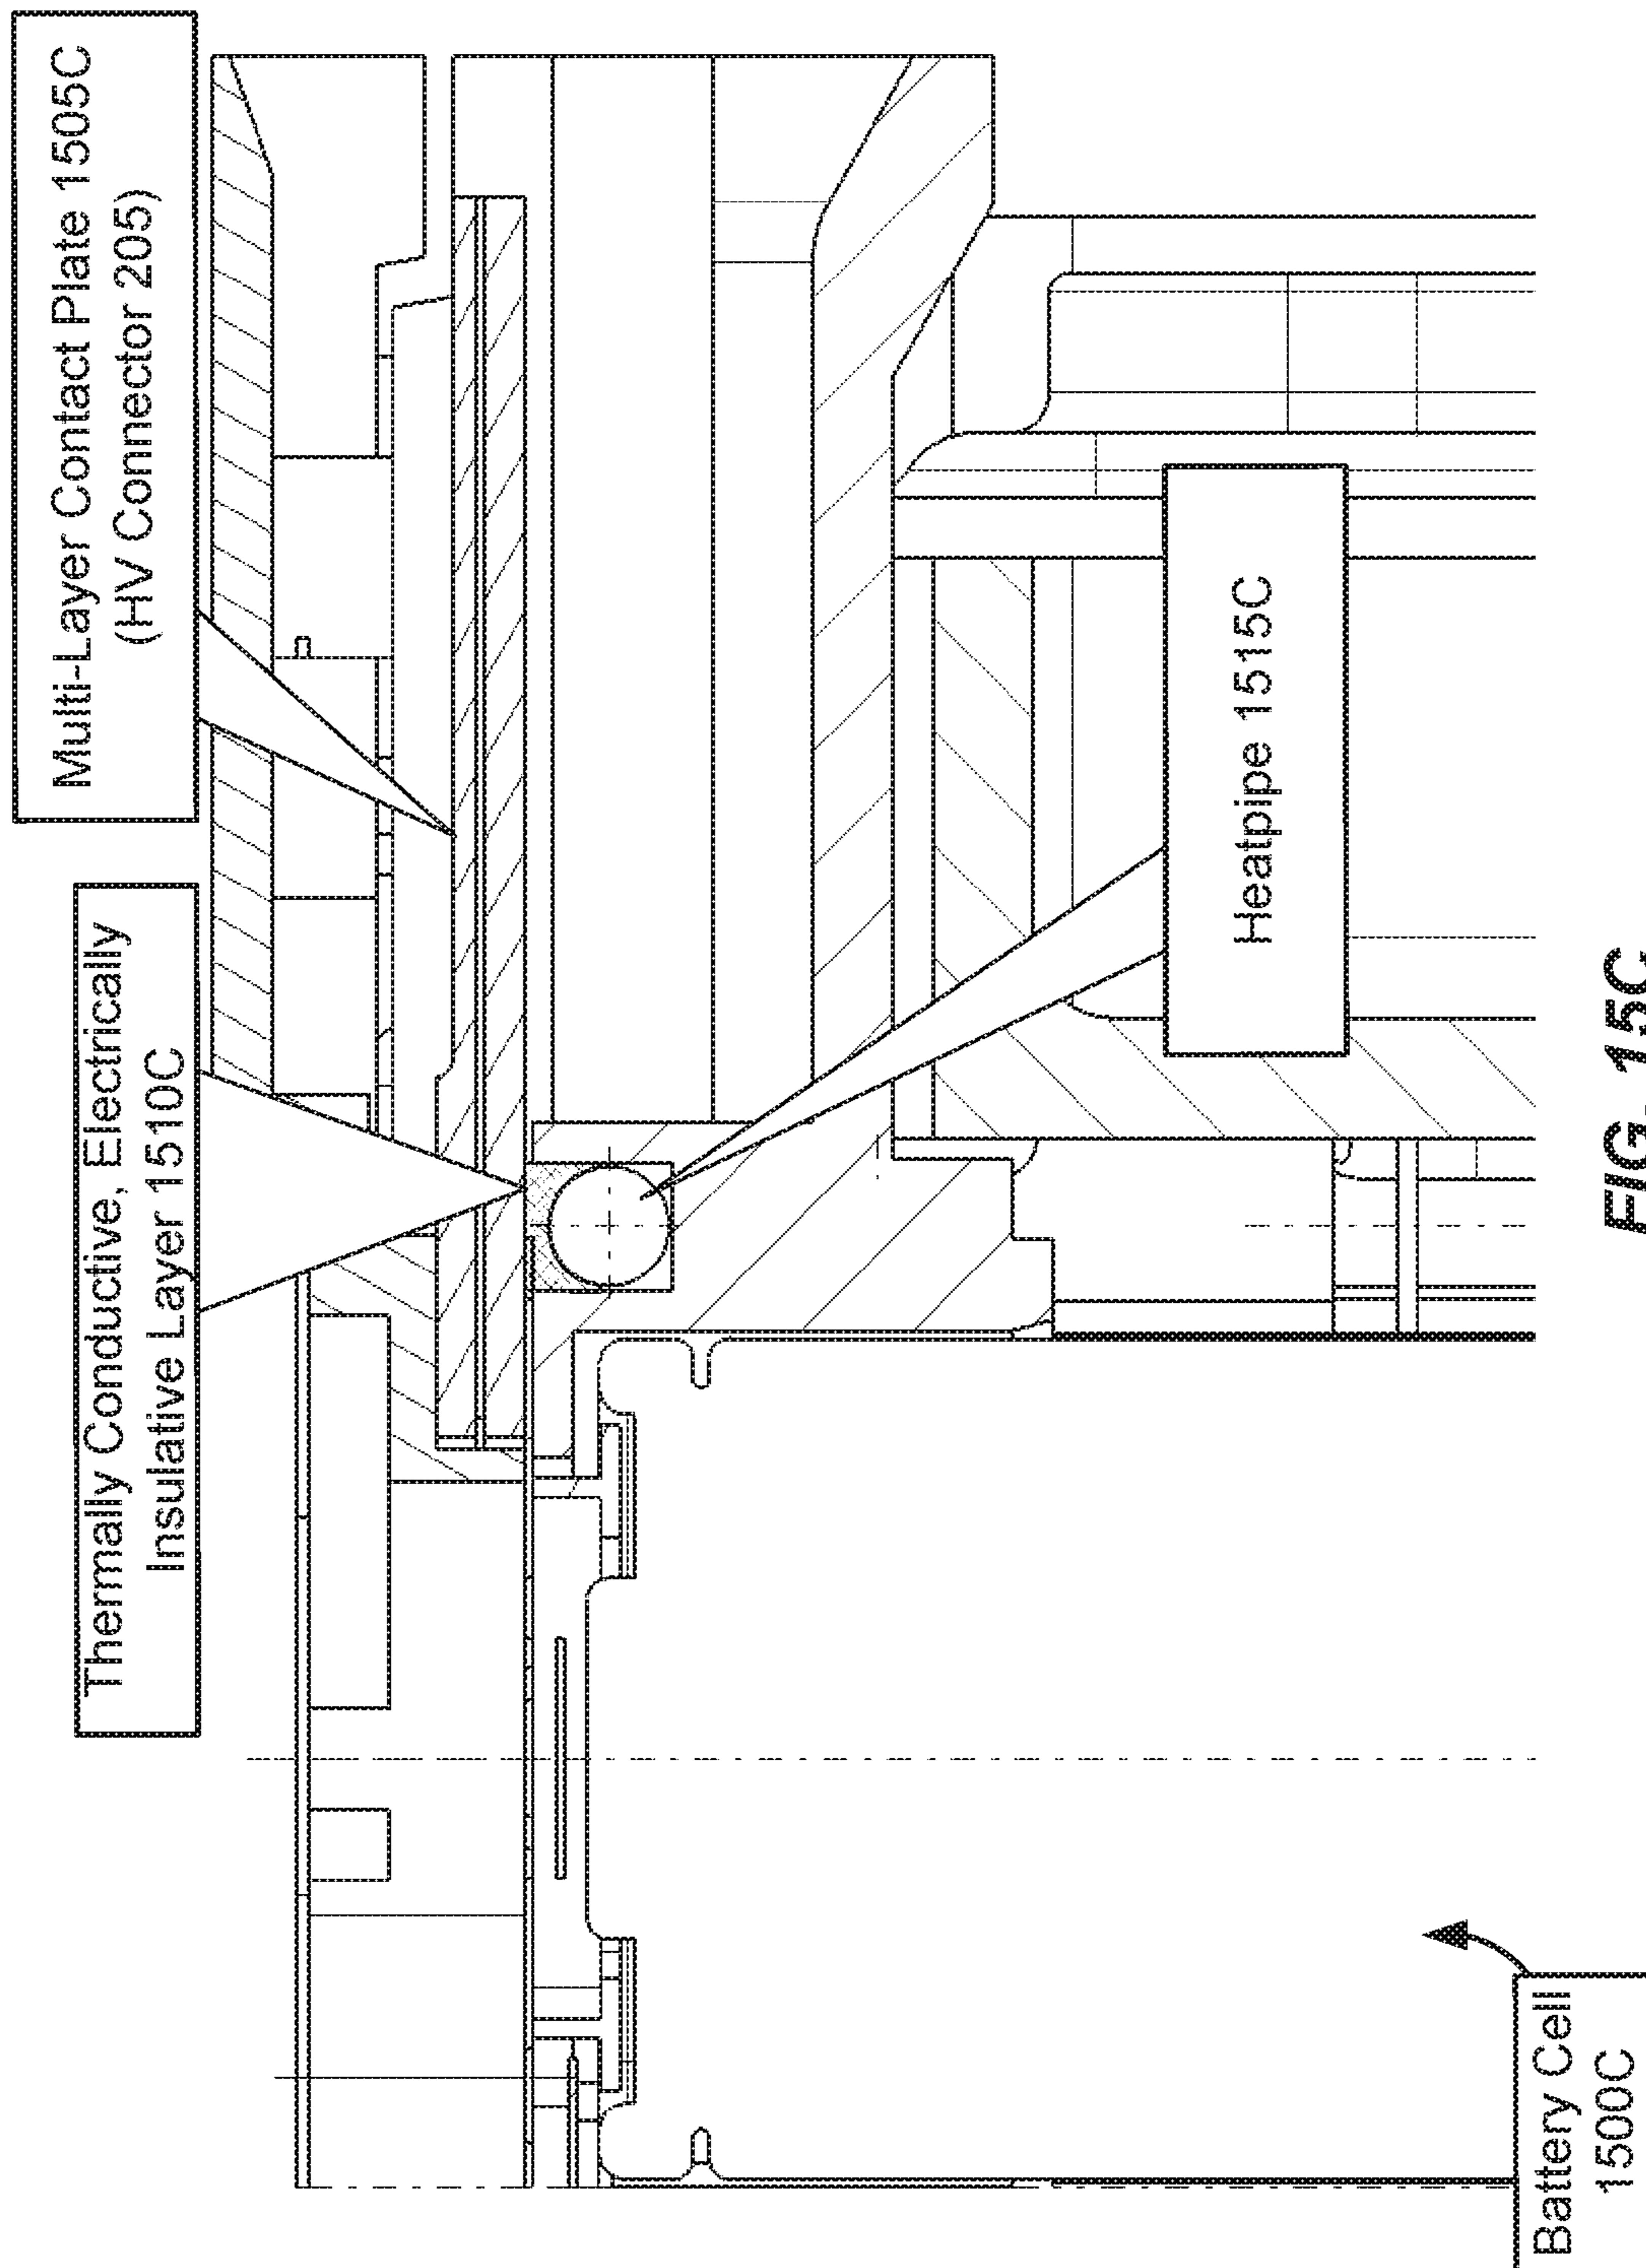 Multi-Layer Contact Plate 1505C
(HV Connector 205)
Thermally Conductive, Electrically
Insulative Layer 1510C
Heatpipe 1515C
Battery Cell
1500C
FIG. 15C